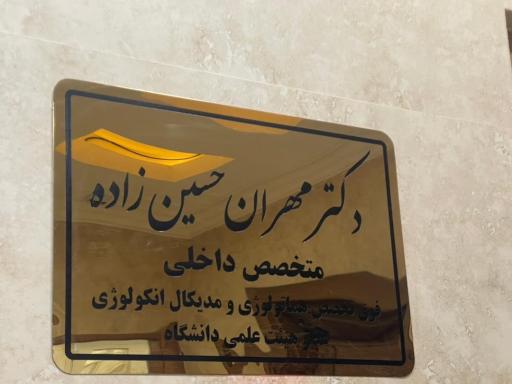 دکتر مهران حسین زاده
متخصص داخلی
فوق تخصص هماتولوژی و مدیکال انکولوژی
عضو هیئت علمی دانشگاه